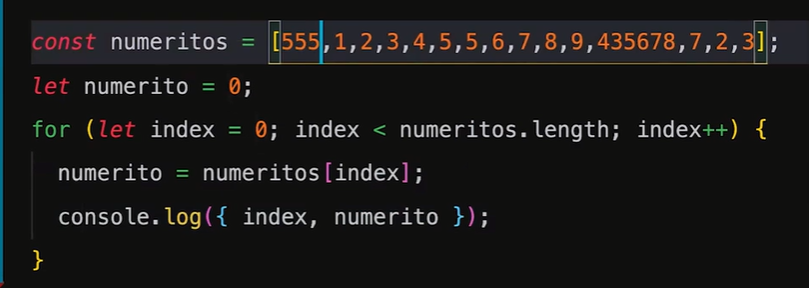 const numeritos = [555,1,2,3,4,5,5,6,7,8,9,435678,7,2,3];
let numerito = 0;
for (let index = 0; index < numeritos.length; index++) {
  numerito = numeritos[index];
  console.log({ index, numerito });
}